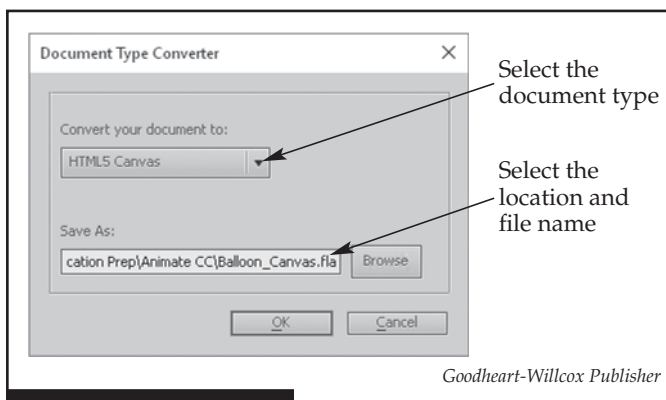 Document Type Converter
Select the
document type
Convert your document to:
HTML5 Canvas
Select the
location and
file name
Save As:
cation Prep\Animate CC\Balloon_Canvas.fla
Browse
OK
Cancel
Goodheart-Willcox Publisher